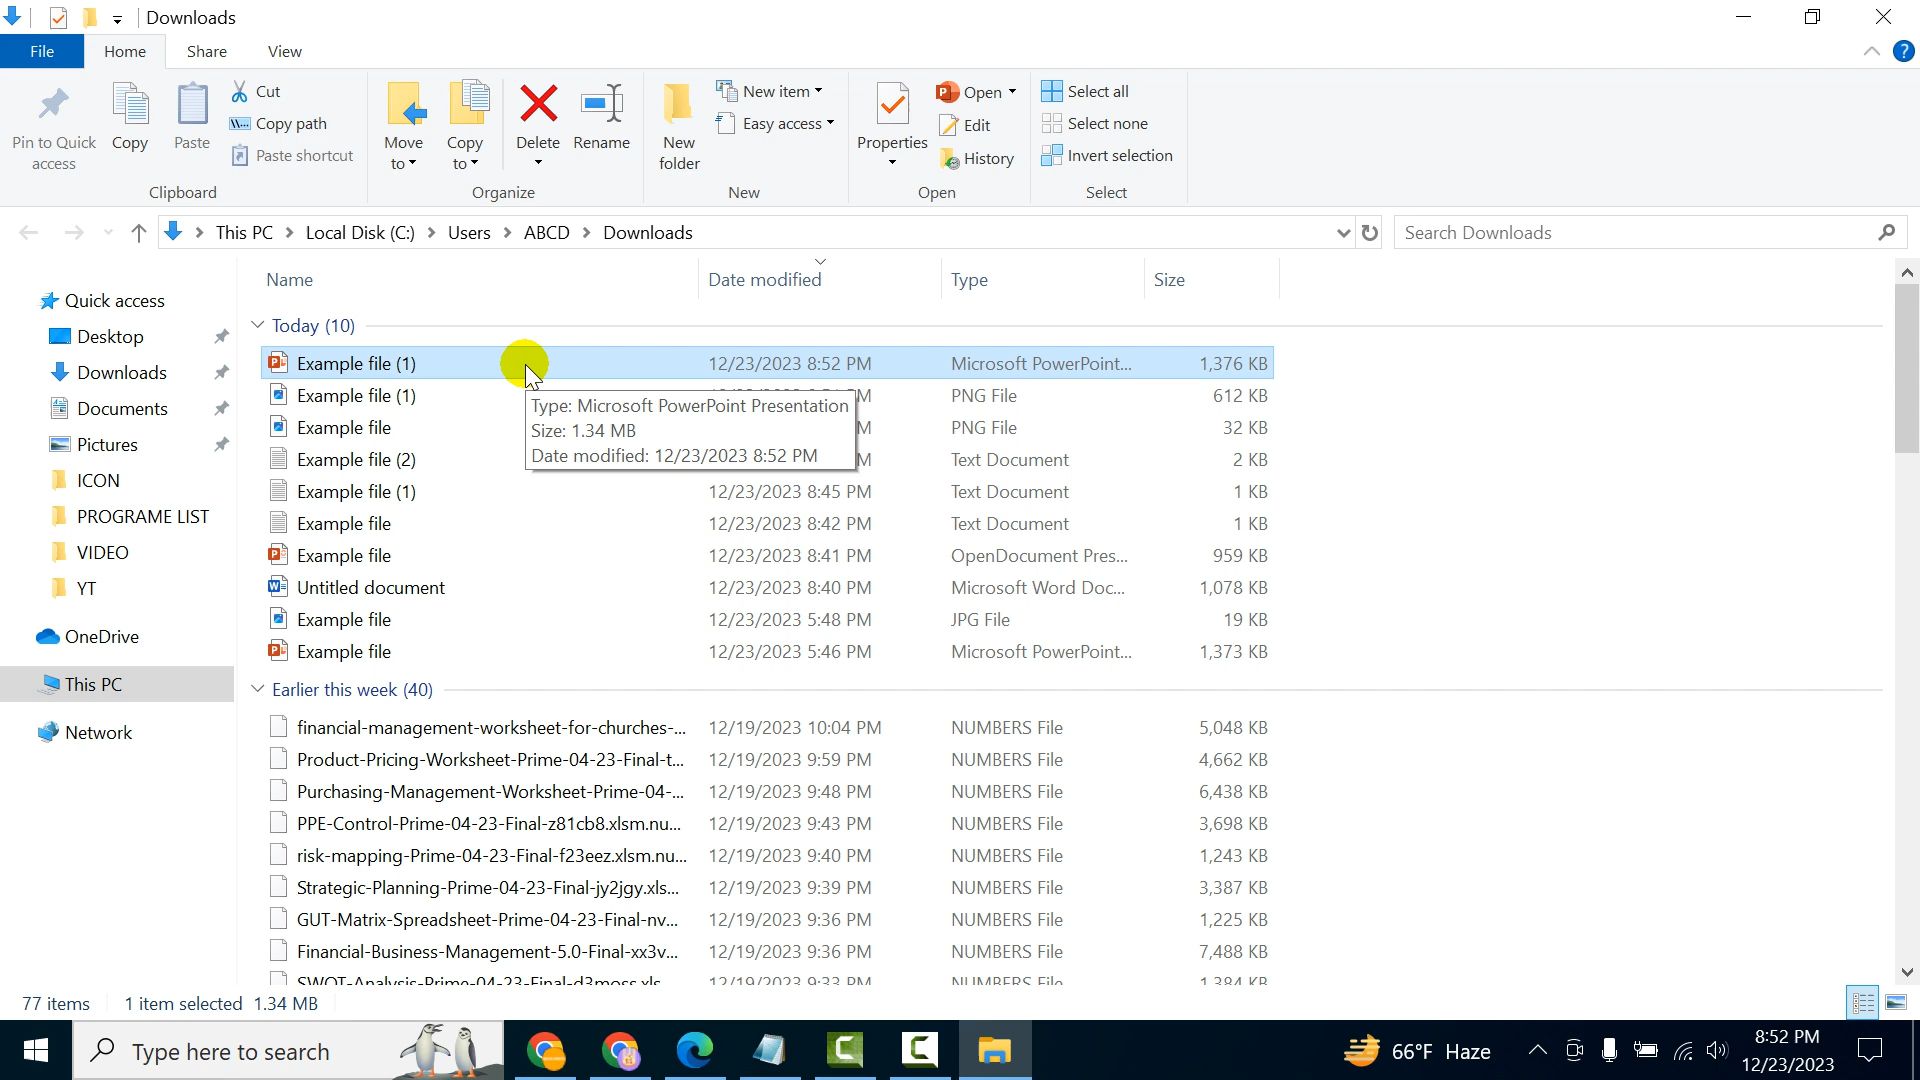 Downloads
File Home Share View
Pin to Quick access
Copy
Paste
Cut
Copy path
Paste shortcut
Clipboard
Move to
Copy to
Delete
Rename
Organize
New folder
New item
Easy access
New
Properties
Open
Edit
History
Open
Select all
Select none
Invert selection
Select
This PC > Local Disk (C:) > Users > ABCD > Downloads
Search Downloads
Quick access
Desktop
Downloads
Documents
Pictures
ICON
PROGRAME LIST
VIDEO
YT
OneDrive
This PC
Network
Name Date modified Type Size
Today (10)
Example file (1) 12/23/2023 8:52 PM Microsoft PowerPoint... 1,376 KB
Example file (1) PNG File 612 KB
Example file PNG File 32 KB
Example file (2) Text Document 2 KB
Type: Microsoft PowerPoint Presentation
Size: 1.34 MB
Date modified: 12/23/2023 8:52 PM
Example file (1) 12/23/2023 8:45 PM Text Document 1 KB
Example file 12/23/2023 8:42 PM Text Document 1 KB
Example file 12/23/2023 8:41 PM OpenDocument Pres... 959 KB
Untitled document 12/23/2023 8:40 PM Microsoft Word Doc... 1,078 KB
Example file 12/23/2023 5:48 PM JPG File 19 KB
Example file 12/23/2023 5:46 PM Microsoft PowerPoint... 1,373 KB
Earlier this week (40)
financial-management-worksheet-for-churches-... 12/19/2023 10:04 PM NUMBERS File 5,048 KB
Product-Pricing-Worksheet-Prime-04-23-Final-t... 12/19/2023 9:59 PM NUMBERS File 4,662 KB
Purchasing-Management-Worksheet-Prime-04-... 12/19/2023 9:48 PM NUMBERS File 6,438 KB
PPE-Control-Prime-04-23-Final-z81cb8.xlsm.nu... 12/19/2023 9:43 PM NUMBERS File 3,698 KB
risk-mapping-Prime-04-23-Final-f23eez.xlsm.nu... 12/19/2023 9:40 PM NUMBERS File 1,243 KB
Strategic-Planning-Prime-04-23-Final-jy2jgy.xls... 12/19/2023 9:39 PM NUMBERS File 3,387 KB
GUT-Matrix-Spreadsheet-Prime-04-23-Final-nv... 12/19/2023 9:36 PM NUMBERS File 1,225 KB
Financial-Business-Management-5.0-Final-xx3v... 12/19/2023 9:36 PM NUMBERS File 7,488 KB
SWOT-Analysis-Prime-04-23-Final-d3moss.xls... 12/19/2023 9:33 PM NUMBERS File 1,384 KB
77 items 1 item selected 1.34 MB
Type here to search
66°F Haze
8:52 PM
12/23/2023